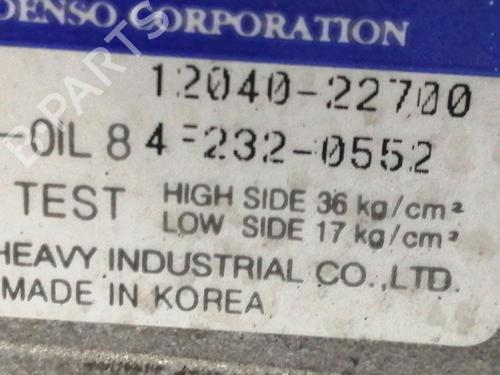 DENSO CORPORATION
12040-22700
-OIL 8 4-232-0552
TEST HIGH SIDE 36 kg/cm²
LOW SIDE 17 kg/cm²
HEAVY INDUSTRIAL CO.,LTD.
MADE IN KOREA
B-PARTS